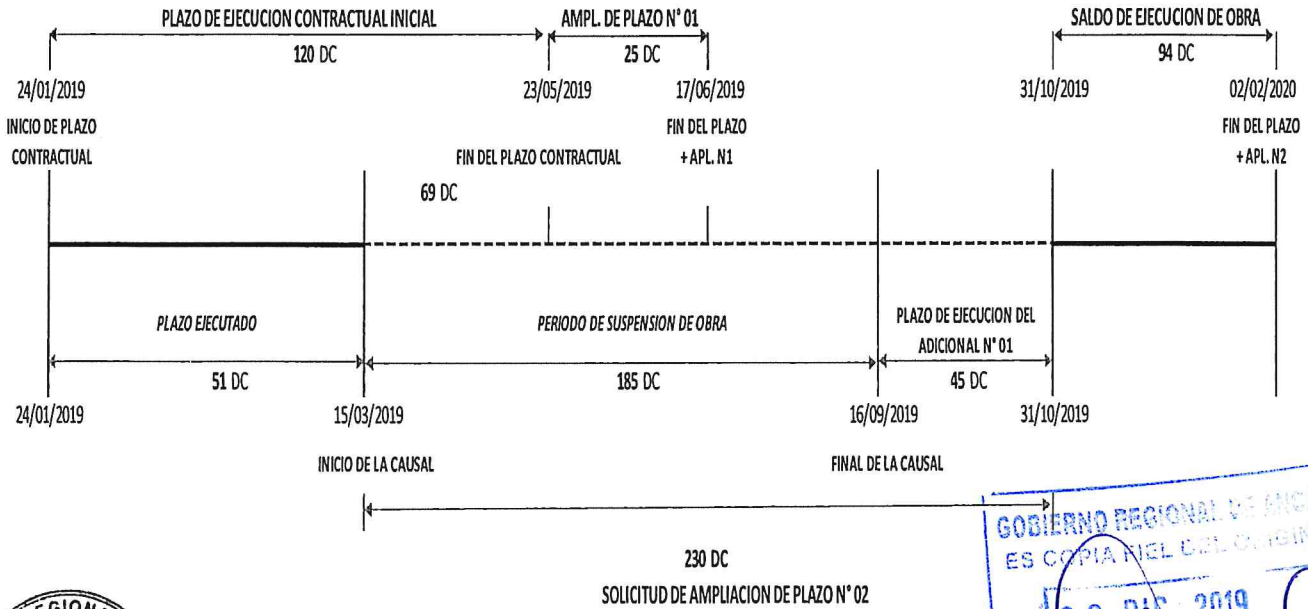 PLAZO DE EJECUCION CONTRACTUAL INICIAL
AMPL. DE PLAZO N° 01
SALDO DE EJECUCION DE OBRA
120 DC
25 DC
94 DC
24/01/2019
23/05/2019
17/06/2019
31/10/2019
02/02/2020
INICIO DE PLAZO
CONTRACTUAL
FIN DEL PLAZO CONTRACTUAL
FIN DEL PLAZO
+ APL. N1
FIN DEL PLAZO
+ APL. N2
69 DC
PLAZO EJECUTADO
PERIODO DE SUSPENSION DE OBRA
PLAZO DE EJECUCION DEL
ADICIONAL N° 01
51 DC
185 DC
45 DC
24/01/2019
15/03/2019
16/09/2019
31/10/2019
INICIO DE LA CAUSAL
FINAL DE LA CAUSAL
230 DC
SOLICITUD DE AMPLIACION DE PLAZO N° 02
GOBIERNO REGIONAL DE
ES COPIA FIEL DEL
DIC 2019
REGION